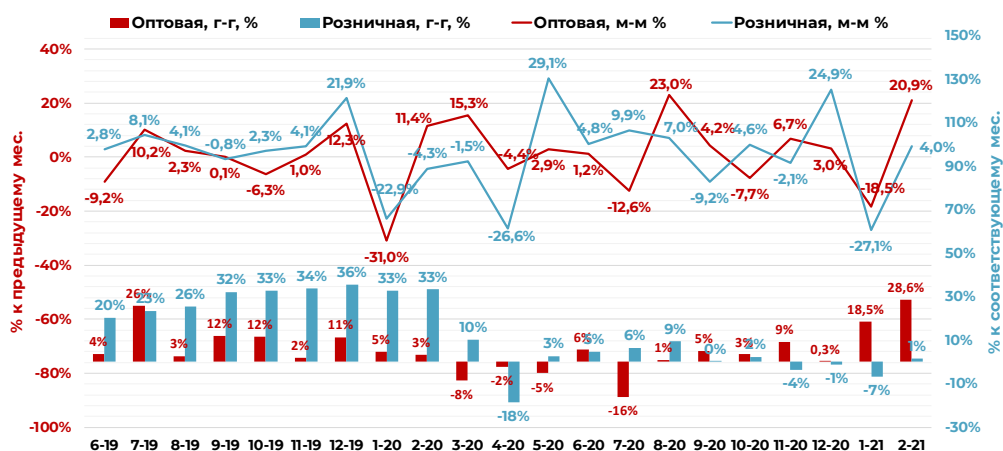 Оптовая, г-г, % Розничная, г-г, % Оптовая, м-м % Розничная, м-м %
% к предыдущему мес.
40%
20%
0%
-20%
-40%
-60%
-80%
-100%
150%
130%
110%
90%
70%
50%
30%
10%
-10%
-30%
% к соответствующему мес.
2,8% 8,1% 4,1% -0,8% 2,3% 4,1% 21,9% -22,9% -4,3% -1,5% -26,6% 29,1% 4,8% 9,9% 7,0% -9,2% 4,6% -2,1% 24,9% -27,1% 4,0%
-9,2% 10,2% 2,3% 0,1% -6,3% 1,0% 12,3% -31,0% 11,4% 15,3% -4,4% 2,9% 1,2% -12,6% 23,0% 4,2% -7,7% 6,7% 3,0% -18,5% 20,9%
20% 23% 26% 32% 33% 34% 36% 33% 33% 10% -18% 3% 5% 6% 9% 0% 2% -4% -1% -7% 1%
4% 26% 3% 12% 12% 2% 11% 5% 3% -8% -2% -5% 6% -16% 1% 5% 3% 9% 0,3% 18,5% 28,6%
6-19 7-19 8-19 9-19 10-19 11-19 12-19 1-20 2-20 3-20 4-20 5-20 6-20 7-20 8-20 9-20 10-20 11-20 12-20 1-21 2-21